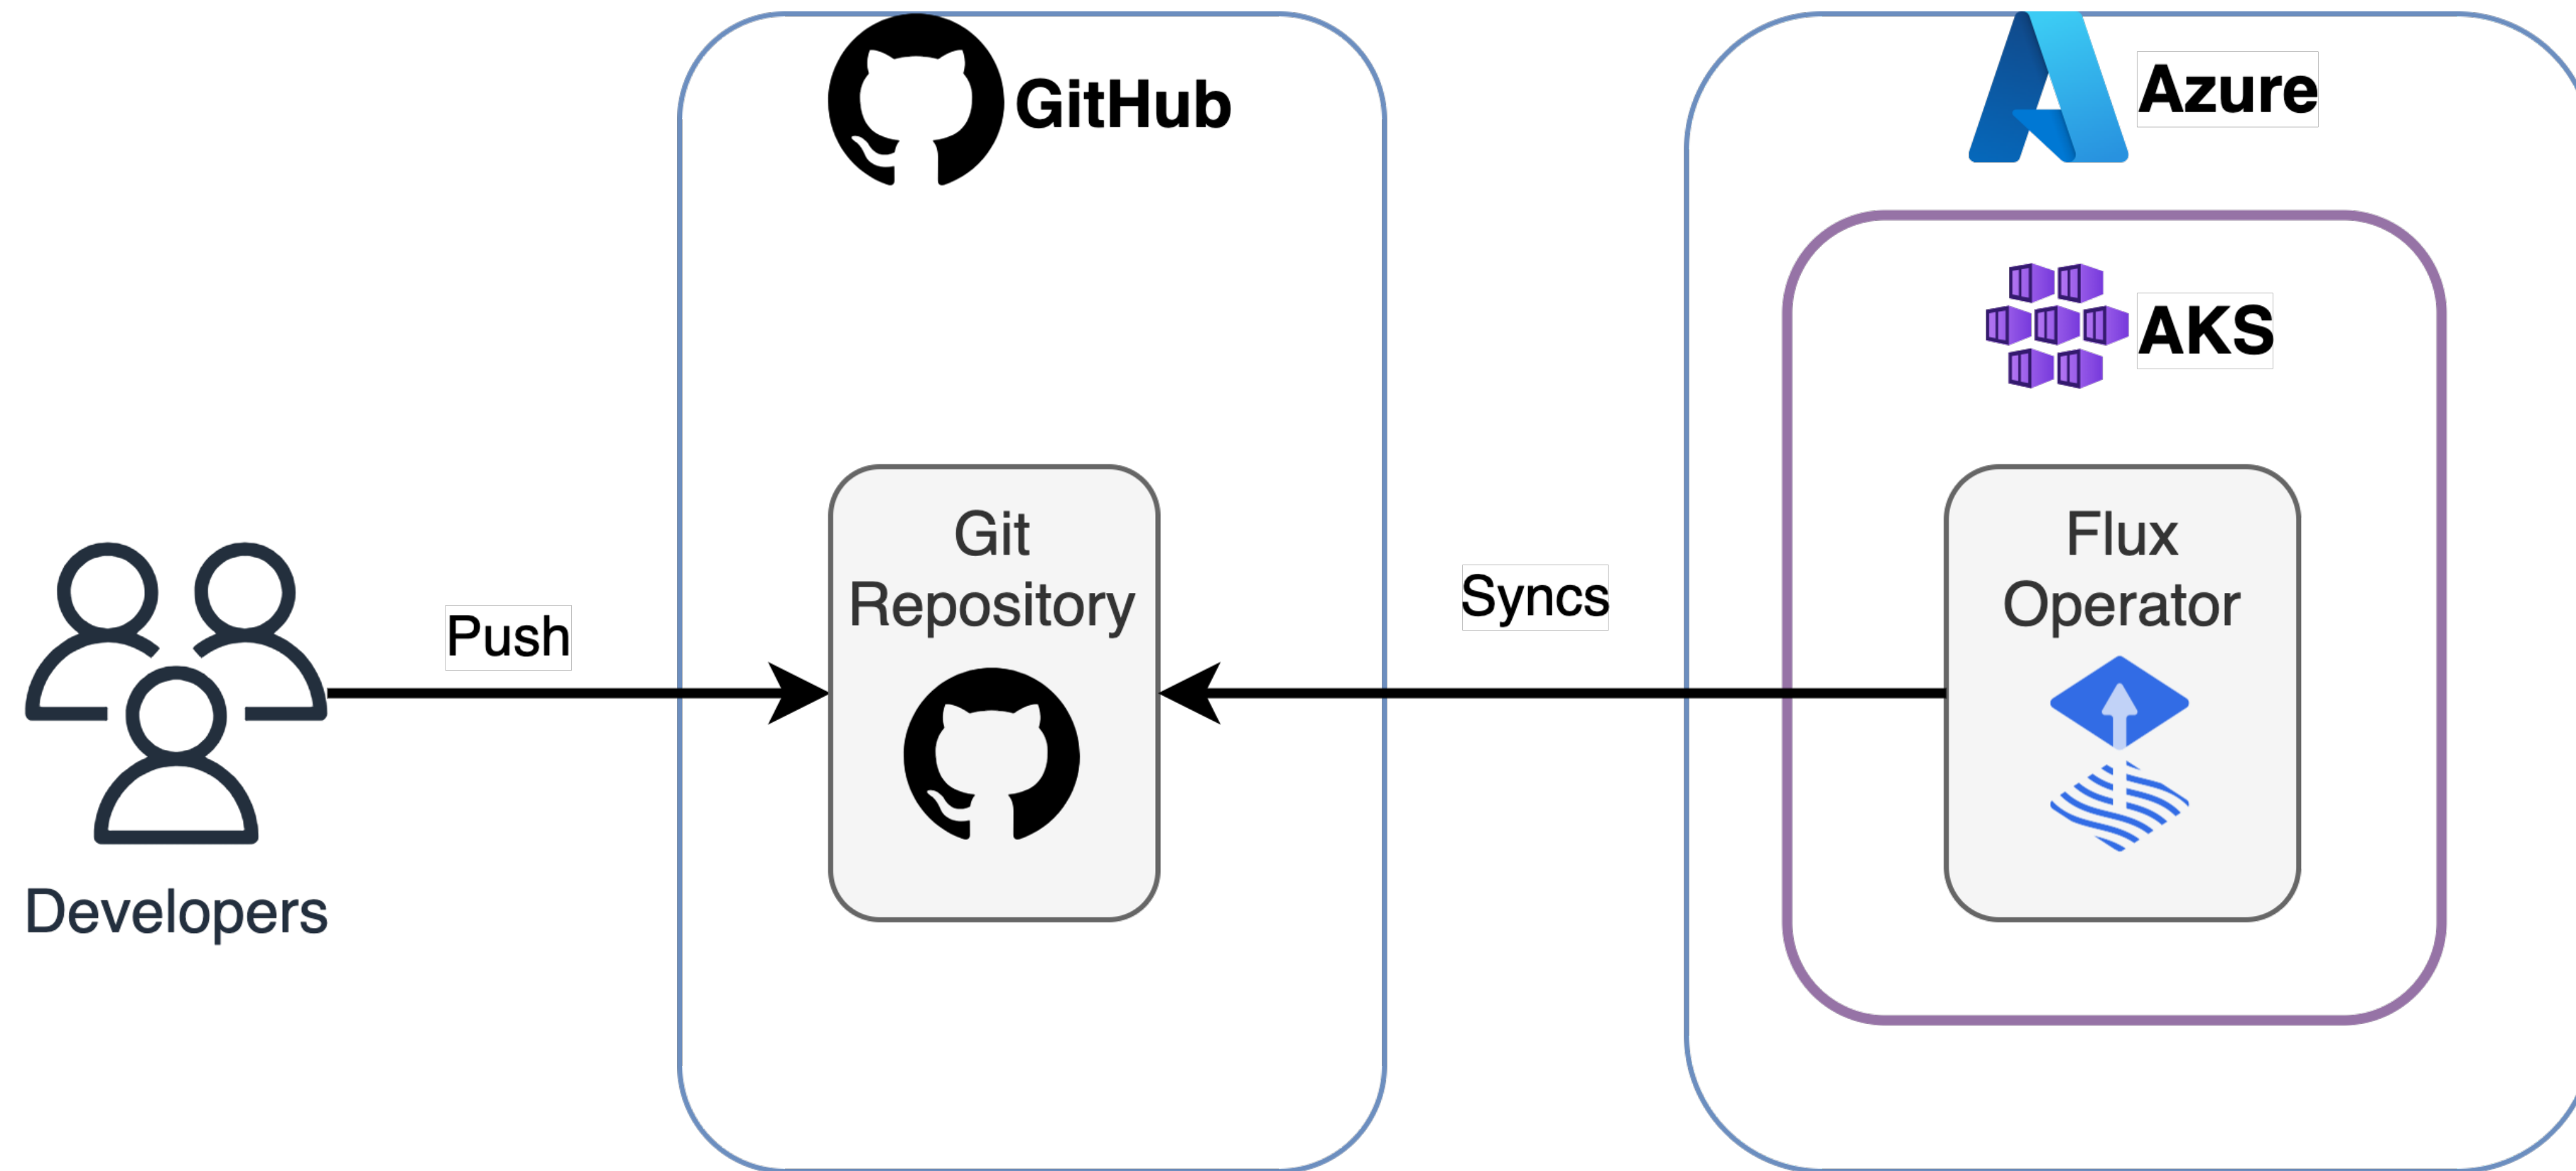 GitHub
Azure
AKS
Git
Repository
Flux
Operator
Syncs
Push
Developers